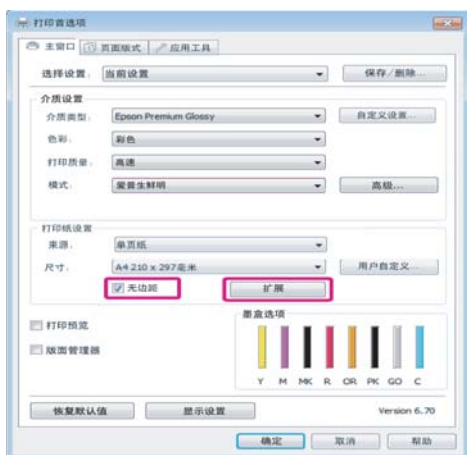 打印首选项
主窗口 页面版式 应用工具
选择设置: 当前设置 保存/删除...
介质设置
介质类型: Epson Premium Glossy 自定义设置...
色彩: 彩色
打印质量: 高速
模式: 爱普生鲜明 高级...
打印纸设置
来源: 单页纸
尺寸: A4 210 x 297毫米 用户自定义...
无边距 扩展
墨盒选项
打印预览
版面管理器
Y M MK R OR PK GO C
恢复默认值 显示设置 Version 6.70
确定 取消 帮助